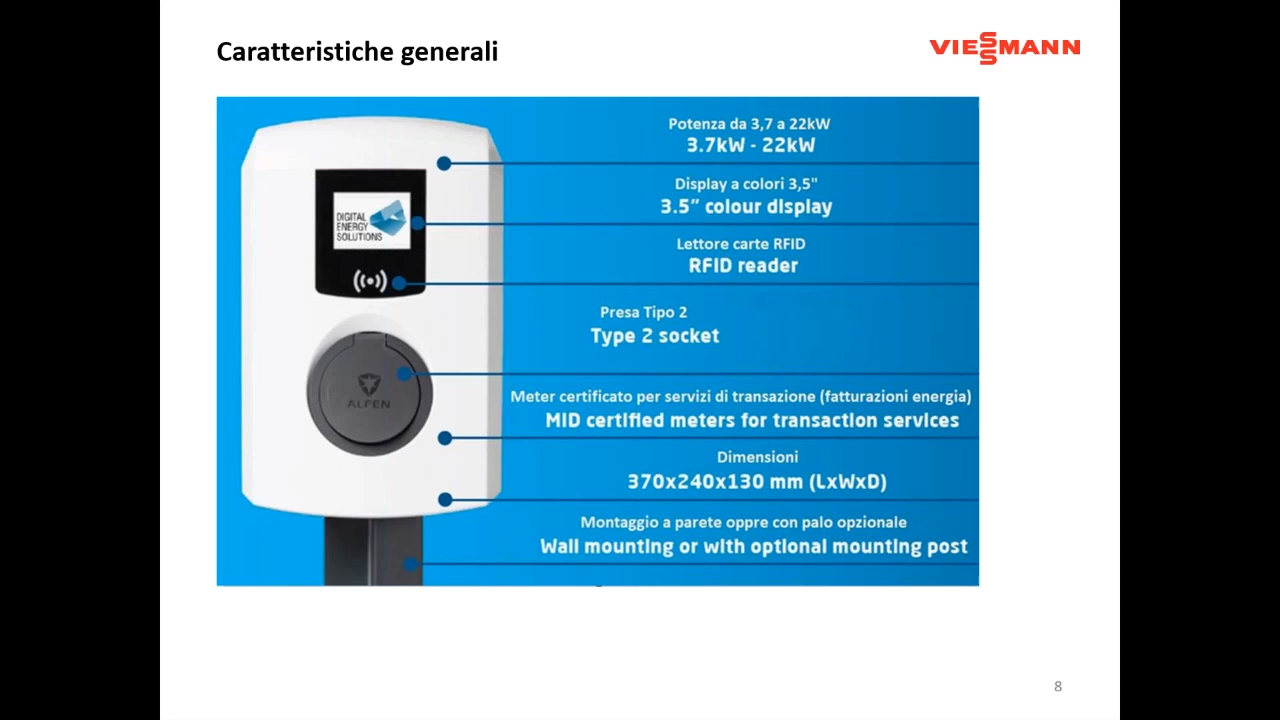 Caratteristiche generali
VIESSMANN
Potenza da 3,7 a 22kW
3.7kW - 22kW
Display a colori 3,5"
3.5” colour display
DIGITAL
ENERGY
SOLUTIONS
Lettore carte RFID
RFID reader
Presa Tipo 2
Type 2 socket
ALFEN
Meter certificato per servizi di transazione (fatturazioni energia)
MID certified meters for transaction services
Dimensioni
370x240x130 mm (LxWxD)
Montaggio a parete oppre con palo opzionale
Wall mounting or with optional mounting post
8